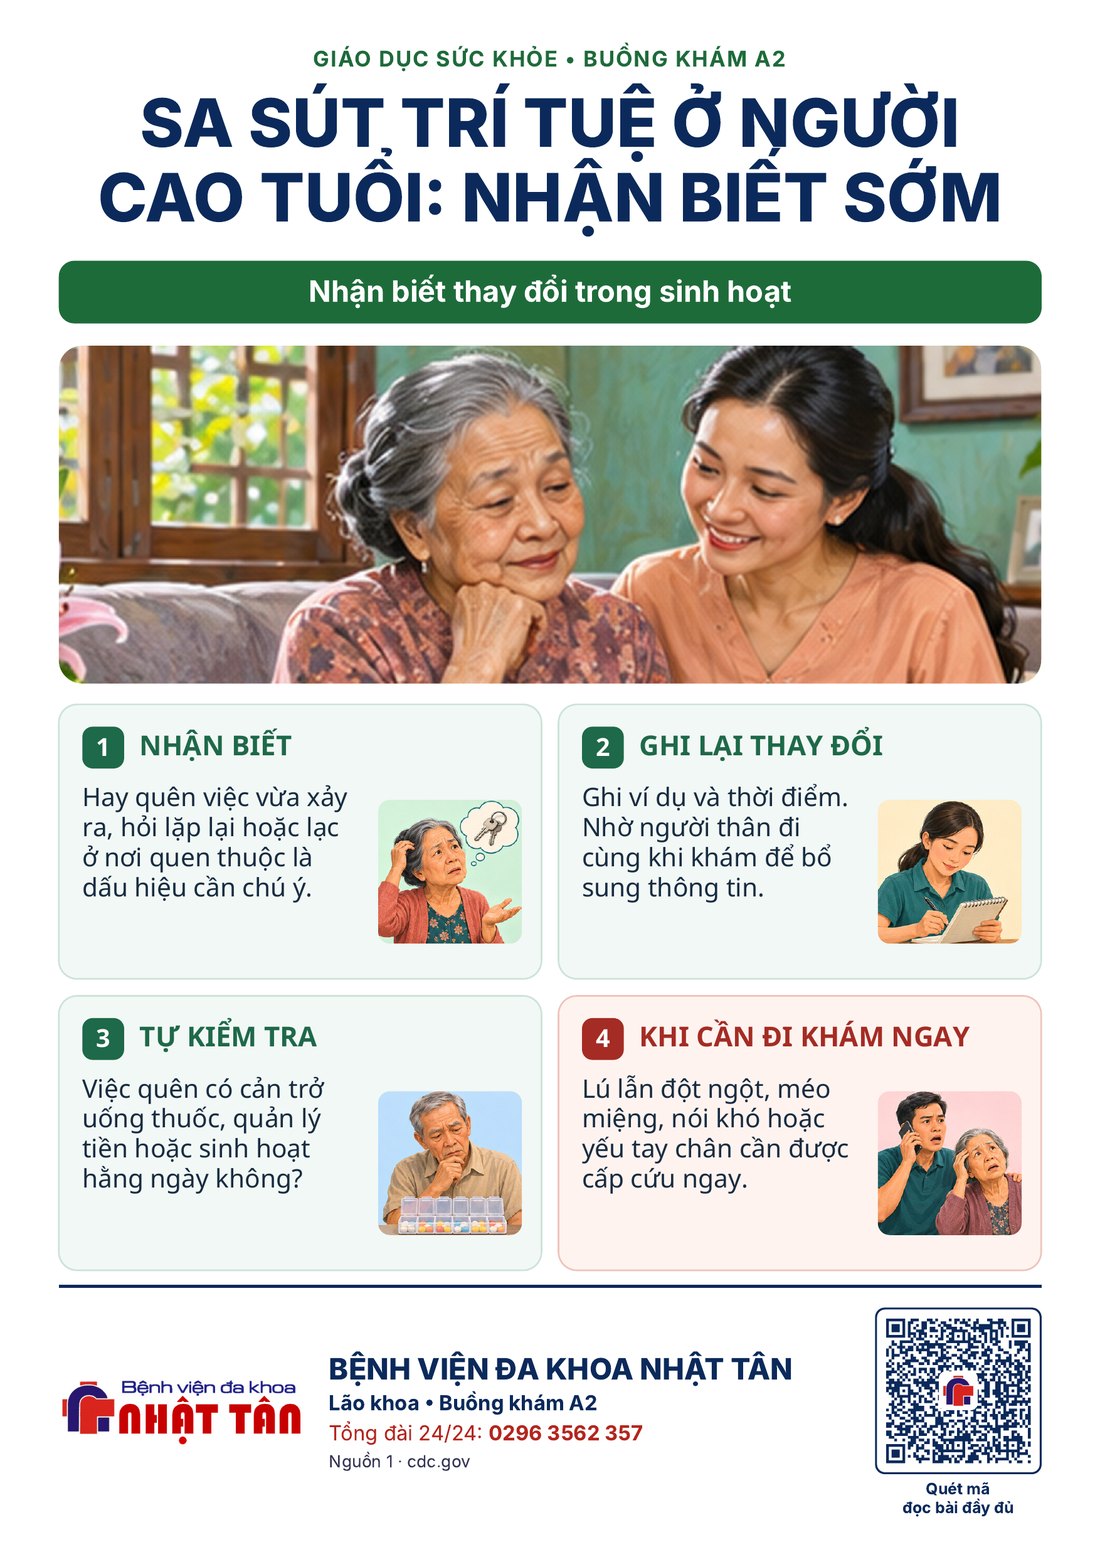 GIÁO DỤC SỨC KHỎE • BUỒNG KHÁM A2
SA SÚT TRÍ TUỆ Ở NGƯỜI
CAO TUỔI: NHẬN BIẾT SỚM
Nhận biết thay đổi trong sinh hoạt
1 NHẬN BIẾT
Hay quên việc vừa xảy
ra, hỏi lặp lại hoặc lạc
ở nơi quen thuộc là
dấu hiệu cần chú ý.
2 GHI LẠI THAY ĐỔI
Ghi ví dụ và thời điểm.
Nhờ người thân đi
cùng khi khám để bổ
sung thông tin.
3 TỰ KIỂM TRA
Việc quên có cản trở
uống thuốc, quản lý
tiền hoặc sinh hoạt
hằng ngày không?
4 KHI CẦN ĐI KHÁM NGAY
Lú lẫn đột ngột, méo
miệng, nói khó hoặc
yếu tay chân cần được
cấp cứu ngay.
Bệnh viện đa khoa
NHẬT TÂN
BỆNH VIỆN ĐA KHOA NHẬT TÂN
Lão khoa • Buồng khám A2
Tổng đài 24/24: 0296 3562 357
Nguồn 1 · cdc.gov
Quét mã
đọc bài đầy đủ